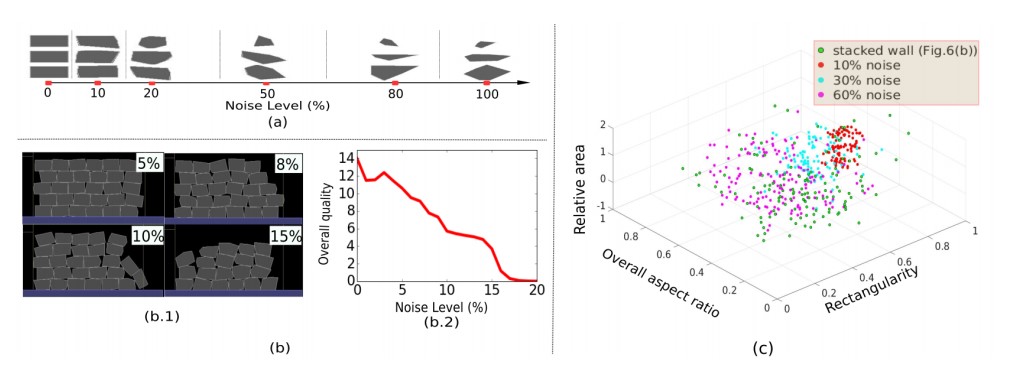 0 10 20 50 80 100
Noise Level (%)
(a)
5% 8%
10% 15%
(b.1)
14
12
10
8
6
4
2
0
Overall quality
0 5 10 15 20
Noise Level (%)
(b.2)
(b)
stacked wall (Fig.6(b))
10% noise
30% noise
60% noise
2
1
0
-1
Relative area
1
0.8
0.6
0.4
0.2
0
Overall aspect ratio
0
0.2
0.4
0.6
0.8
1
Rectangularity
(c)